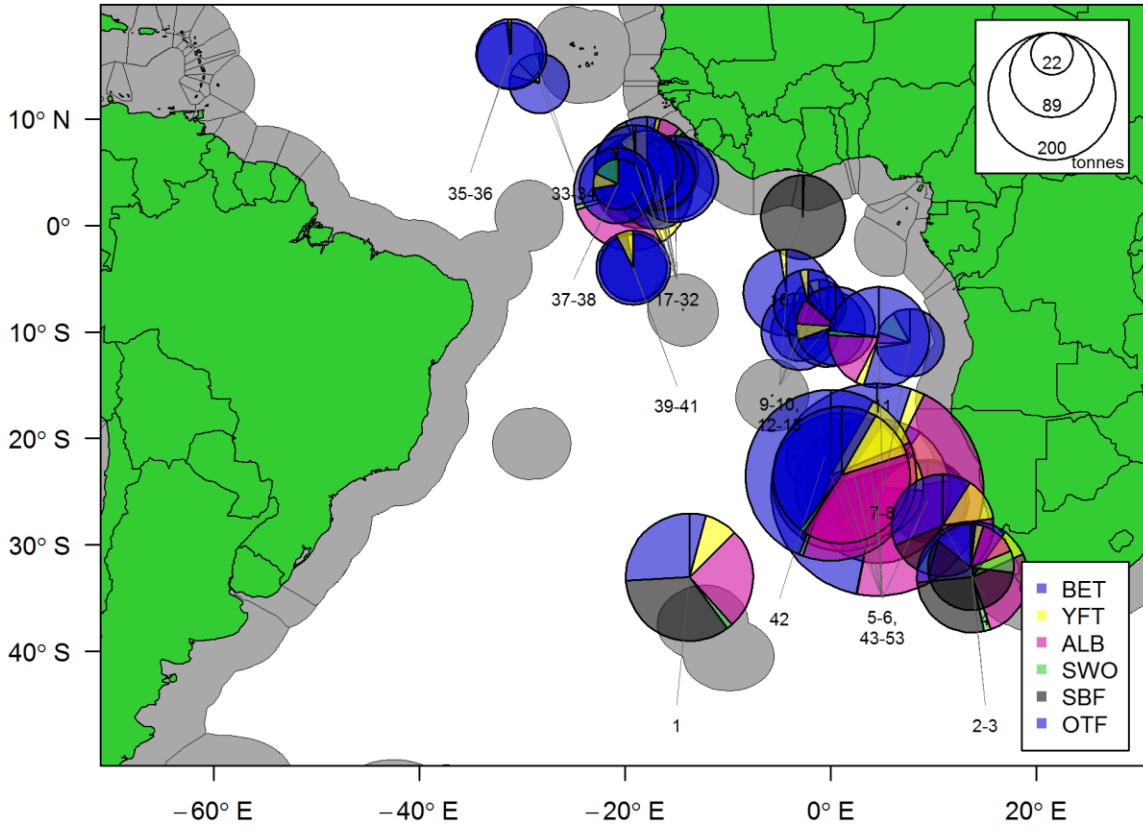 22
89
200
tonnes
10° N
0°
10° S
20° S
30° S
40° S
35-36
33-34
37-38
17-32
39-41
9-10,
12-15
11
7-8
42
5-6,
43-53
1
2-3
BET
YFT
ALB
SWO
SBF
OTF
−60° E
−40° E
−20° E
0° E
20° E